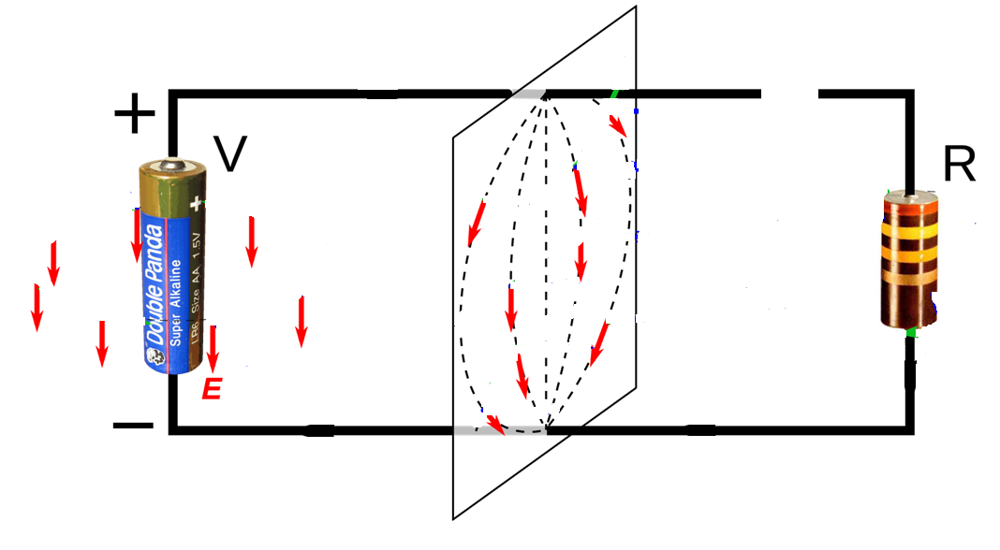 +
V
R
+
Double Panda
Super Alkaline
LR6 Size AA 1.5V
E
−